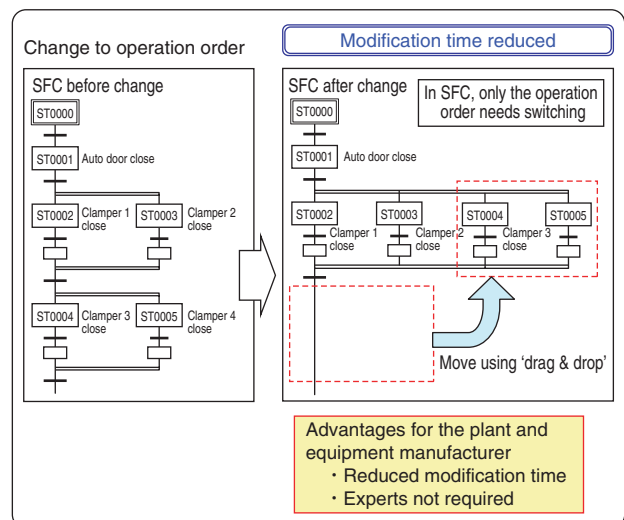 Change to operation order
Modification time reduced
SFC before change
ST0000
ST0001
Auto door close
ST0002
Clamper 1
close
ST0003
Clamper 2
close
ST0004
Clamper 3
close
ST0005
Clamper 4
close
SFC after change
In SFC, only the operation
order needs switching
ST0000
ST0001
Auto door close
ST0002
Clamper 1
close
ST0003
Clamper 2
ST0004
Clamper 3
close
ST0005
Move using ‘drag & drop’
Advantages for the plant and
equipment manufacturer
・Reduced modification time
・Experts not required